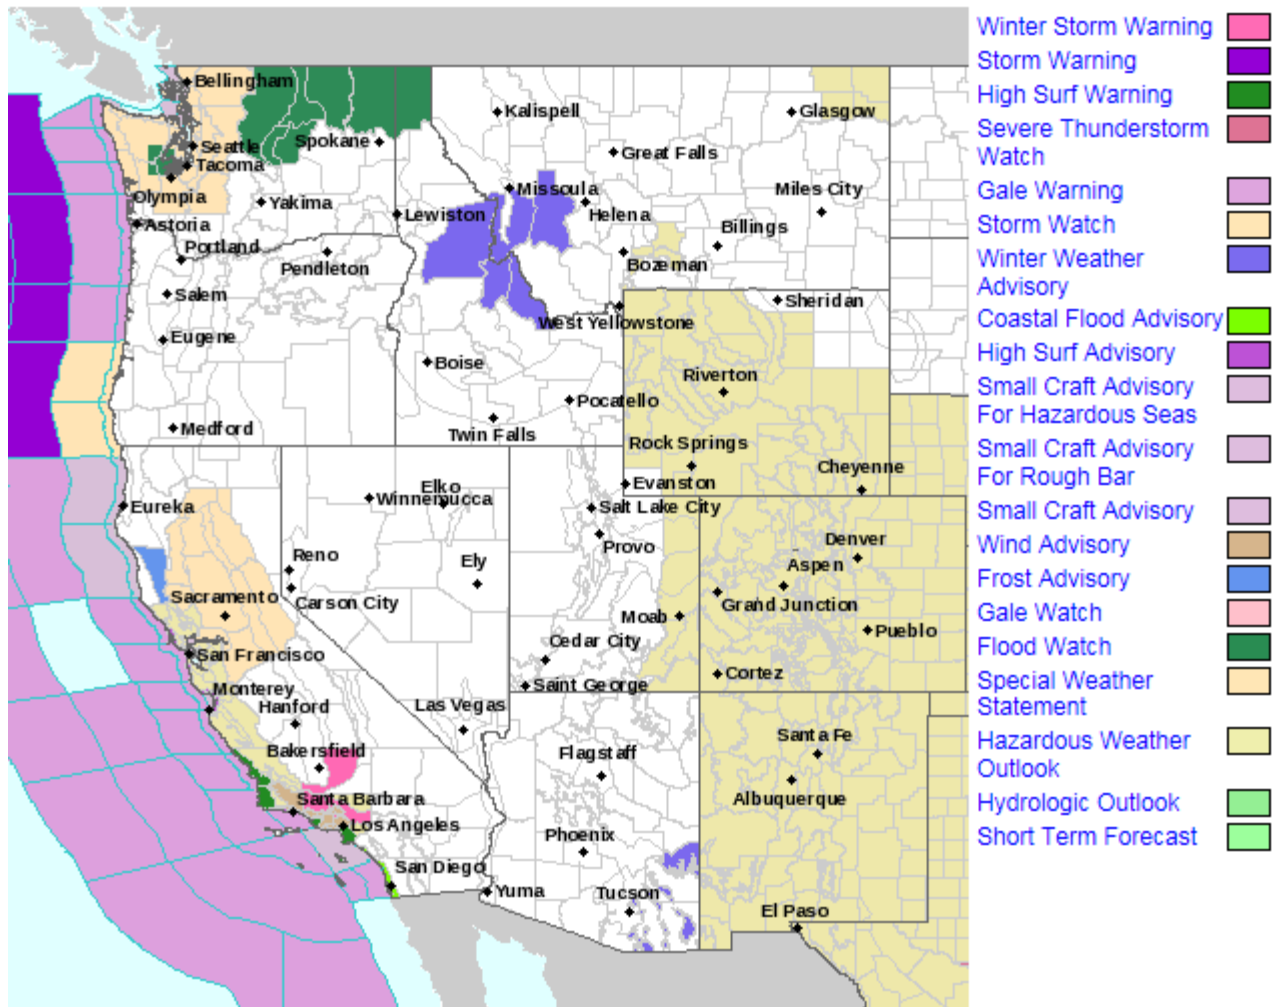 Winter Storm Warning
Storm Warning
High Surf Warning
Severe Thunderstorm
Watch
Gale Warning
Storm Watch
Winter Weather
Advisory
Coastal Flood Advisory
High Surf Advisory
Small Craft Advisory
For Hazardous Seas
Small Craft Advisory
For Rough Bar
Small Craft Advisory
Wind Advisory
Frost Advisory
Gale Watch
Flood Watch
Special Weather
Statement
Hazardous Weather
Outlook
Hydrologic Outlook
Short Term Forecast
Bellingham
Kalispell
Glasgow
Seattle
Spokane
Great Falls
Tacoma
Missoula
Miles City
Olympia
Yakima
Lewiston
Helena
Astoria
Billings
Portland
Pendleton
Bozeman
Salem
Sheridan
West Yellowstone
Eugene
Boise
Riverton
Pocatello
Medford
Twin Falls
Rock Springs
Cheyenne
Evanston
Elko
Winnemucca
Eureka
Salt Lake City
Denver
Provo
Reno
Ely
Aspen
Sacramento
Carson City
Grand Junction
Moab
Pueblo
Cedar City
San Francisco
Cortez
Saint George
Monterey
Hanford
Las Vegas
Santa Fe
Bakersfield
Flagstaff
Santa Barbara
Albuquerque
Los Angeles
Phoenix
San Diego
Yuma
Tucson
El Paso